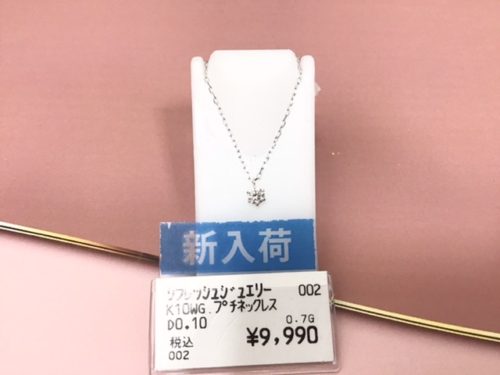 新入荷
リフレッシュジュエリー 002
K10WG プチネックレス
D0.10 0.7G
税込 ¥9,990
002